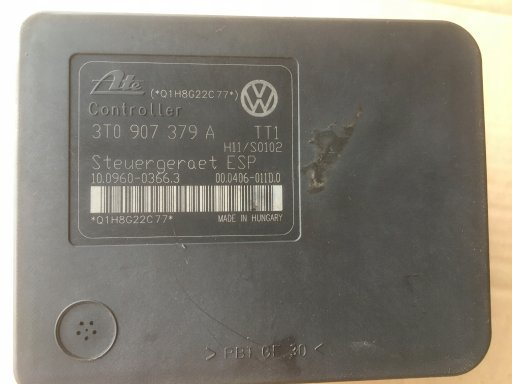 Ate (*Q1H8G22C77*)
Controller
3T0 907 379 A TT1
H11/S0102
Steuergeraet ESP
10.0960-0366.3 00.0406-011D.0
*Q1H8G22C77* MADE IN HUNGARY
> PBT GF 30 <